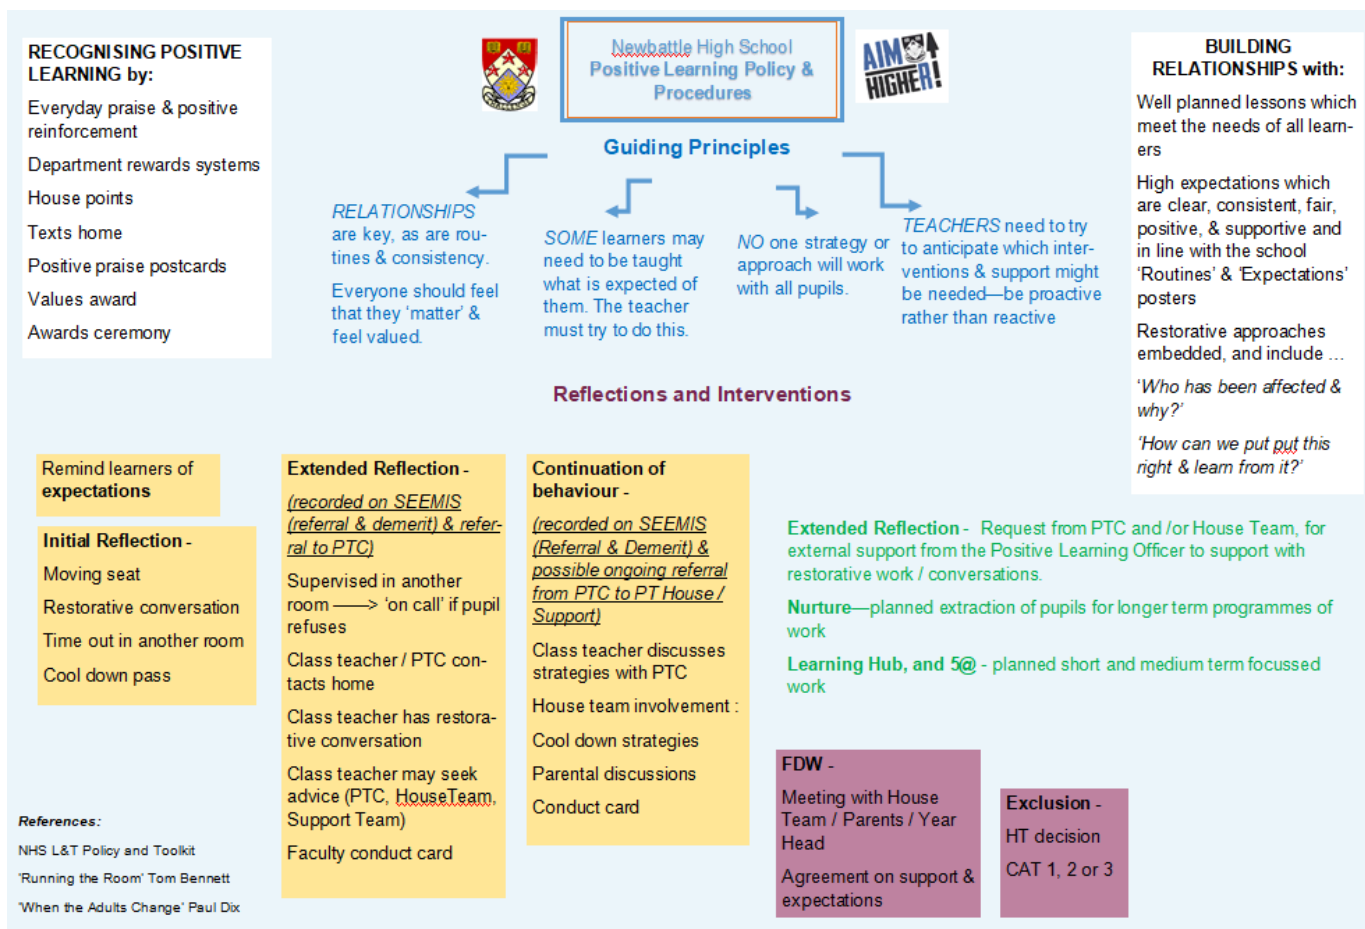 Newbattle High School
Positive Learning Policy &
Procedures
AIM
HIGHER!
RECOGNISING POSITIVE
LEARNING by:
Everyday praise & positive
reinforcement
Department rewards systems
House points
Texts home
Positive praise postcards
Values award
Awards ceremony
Guiding Principles
RELATIONSHIPS
are key, as are rou-
tines & consistency.
Everyone should feel
that they ‘matter’ &
feel valued.
SOME learners may
need to be taught
what is expected of
them. The teacher
must try to do this.
NO one strategy or
approach will work
with all pupils.
TEACHERS need to try
to anticipate which inter-
ventions & support might
be needed—be proactive
rather than reactive
BUILDING
RELATIONSHIPS with:
Well planned lessons which
meet the needs of all learn-
ers
High expectations which
are clear, consistent, fair,
positive, & supportive and
in line with the school
‘Routines’ & ‘Expectations’
posters
Restorative approaches
embedded, and include …
‘Who has been affected &
why?’
‘How can we put put this
right & learn from it?’
Reflections and Interventions
Remind learners of
expectations
Initial Reflection -
Moving seat
Restorative conversation
Time out in another room
Cool down pass
Extended Reflection -
(recorded on SEEMIS
(referral & demerit) & refer-
ral to PTC)
Supervised in another
room ——> ‘on call’ if pupil
refuses
Class teacher / PTC con-
tacts home
Class teacher has restora-
tive conversation
Class teacher may seek
advice (PTC, HouseTeam,
Support Team)
Faculty conduct card
Continuation of
behaviour -
(recorded on SEEMIS
(Referral & Demerit) &
possible ongoing referral
from PTC to PT House /
Support)
Class teacher discusses
strategies with PTC
House team involvement :
Cool down strategies
Parental discussions
Conduct card
Extended Reflection - Request from PTC and /or House Team, for
external support from the Positive Learning Officer to support with
restorative work / conversations.
Nurture—planned extraction of pupils for longer term programmes of
work
Learning Hub, and 5@ - planned short and medium term focussed
work
FDW -
Meeting with House
Team / Parents / Year
Head
Agreement on support &
expectations
Exclusion -
HT decision
CAT 1, 2 or 3
References:
NHS L&T Policy and Toolkit
'Running the Room' Tom Bennett
'When the Adults Change' Paul Dix